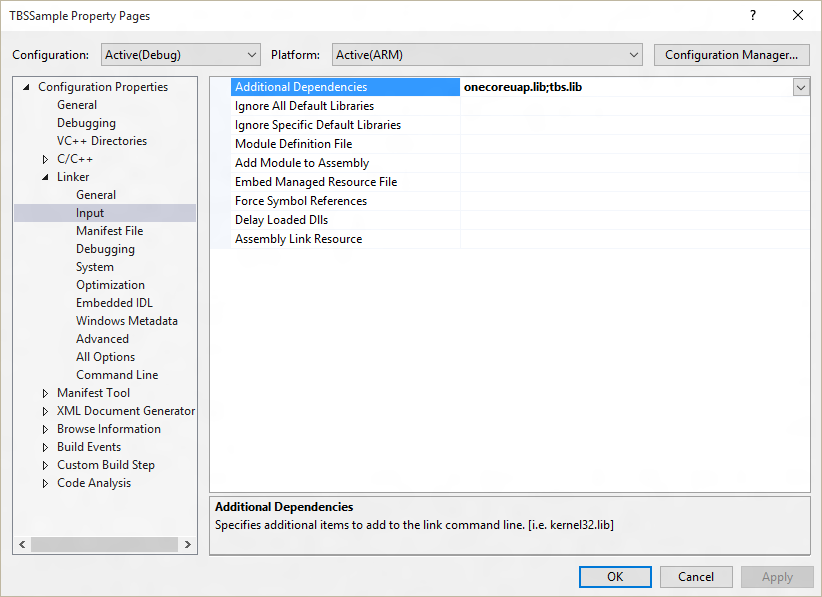 TBSSample Property Pages
Configuration: Active(Debug) Platform: Active(ARM) Configuration Manager...
Configuration Properties
General
Debugging
VC++ Directories
C/C++
Linker
General
Input
Manifest File
Debugging
System
Optimization
Embedded IDL
Windows Metadata
Advanced
All Options
Command Line
Manifest Tool
XML Document Generator
Browse Information
Build Events
Custom Build Step
Code Analysis
Additional Dependencies onecoreuap.lib;tbs.lib
Ignore All Default Libraries
Ignore Specific Default Libraries
Module Definition File
Add Module to Assembly
Embed Managed Resource File
Force Symbol References
Delay Loaded Dlls
Assembly Link Resource
Additional Dependencies
Specifies additional items to add to the link command line. [i.e. kernel32.lib]
OK Cancel Apply